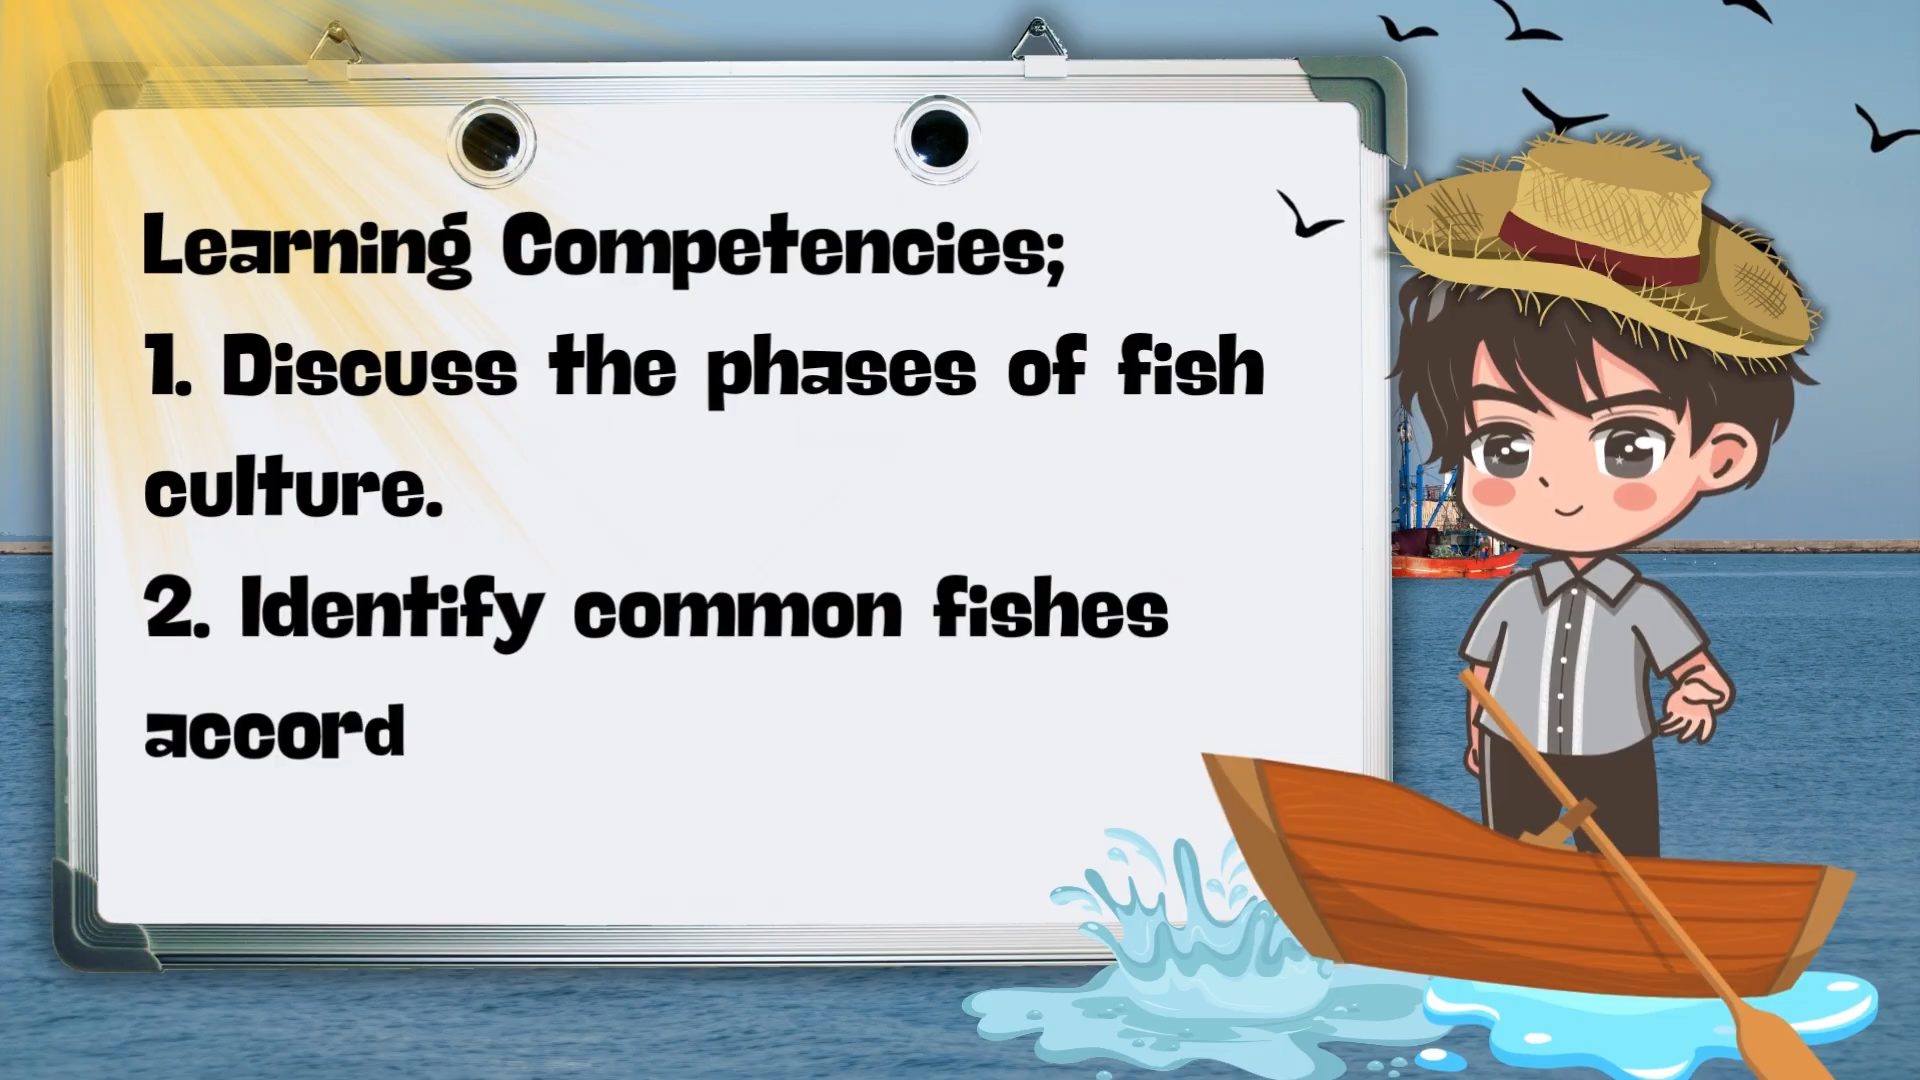 Learning Competencies;
1. Discuss the phases of fish
culture.
2. Identify common fishes
accord